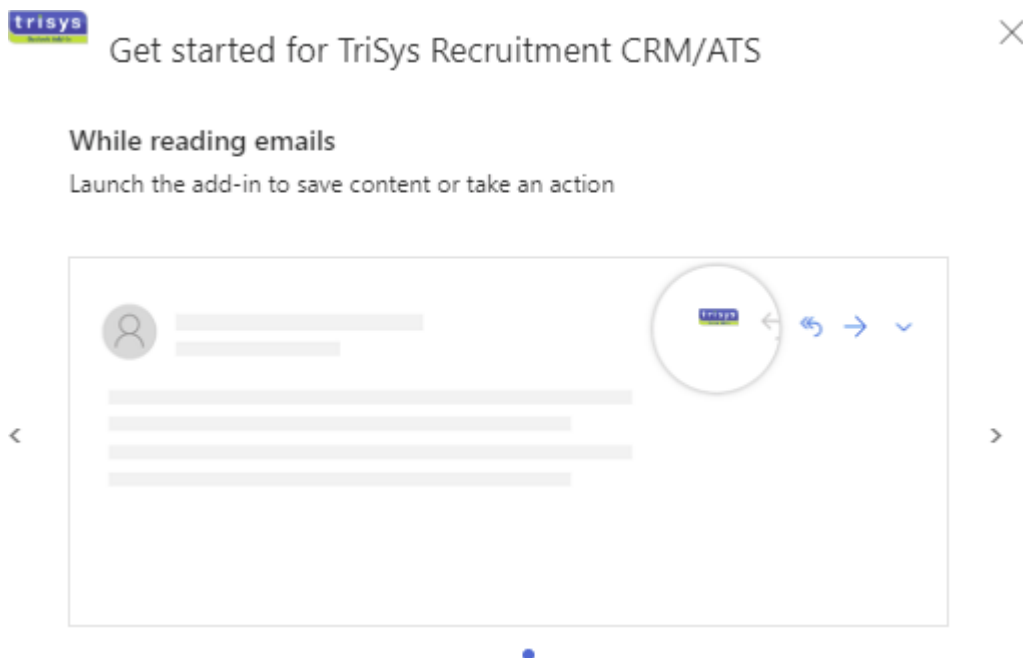 trisys
Get started for TriSys Recruitment CRM/ATS
While reading emails
Launch the add-in to save content or take an action
trisys